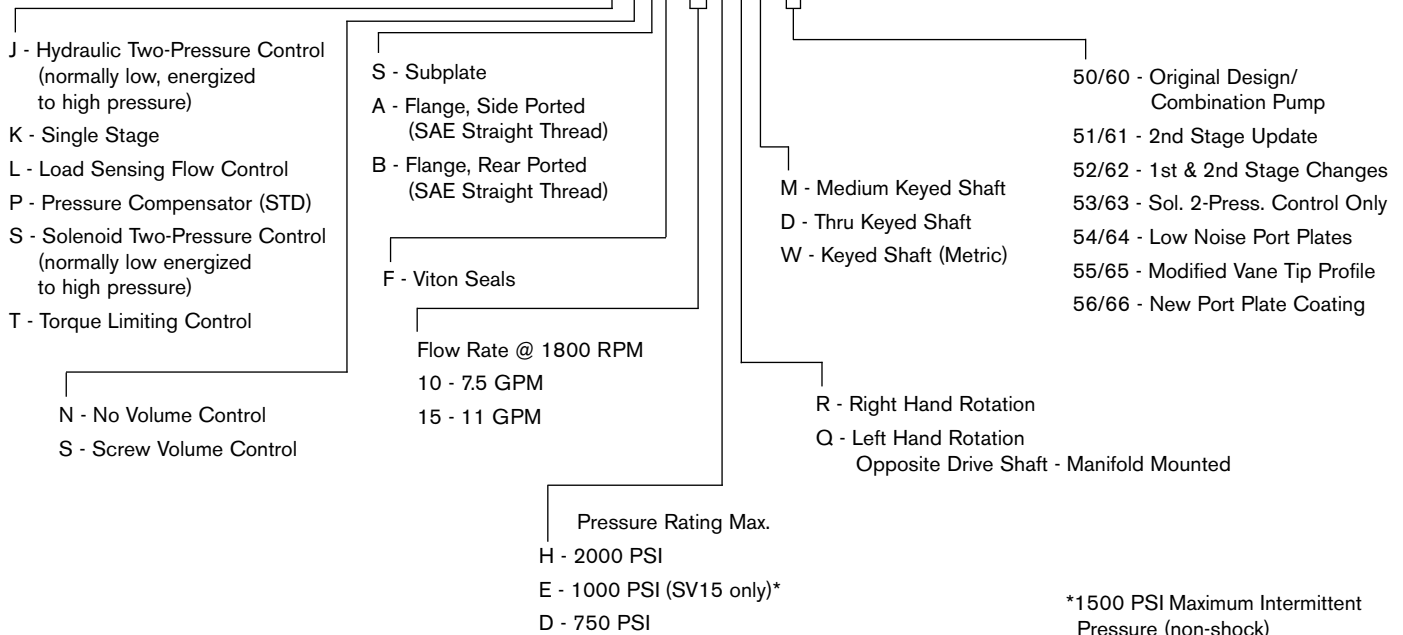 J - Hydraulic Two-Pressure Control
(normally low, energized
to high pressure)
K - Single Stage
L - Load Sensing Flow Control
P - Pressure Compensator (STD)
S - Solenoid Two-Pressure Control
(normally low energized
to high pressure)
T - Torque Limiting Control
N - No Volume Control
S - Screw Volume Control
S - Subplate
A - Flange, Side Ported
(SAE Straight Thread)
B - Flange, Rear Ported
(SAE Straight Thread)
F - Viton Seals
Flow Rate @ 1800 RPM
10 - 7.5 GPM
15 - 11 GPM
Pressure Rating Max.
H - 2000 PSI
E - 1000 PSI (SV15 only)*
D - 750 PSI
R - Right Hand Rotation
Q - Left Hand Rotation
Opposite Drive Shaft - Manifold Mounted
M - Medium Keyed Shaft
D - Thru Keyed Shaft
W - Keyed Shaft (Metric)
50/60 - Original Design/
Combination Pump
51/61 - 2nd Stage Update
52/62 - 1st & 2nd Stage Changes
53/63 - Sol. 2-Press. Control Only
54/64 - Low Noise Port Plates
55/65 - Modified Vane Tip Profile
56/66 - New Port Plate Coating
*1500 PSI Maximum Intermittent
Pressure (non-shock)